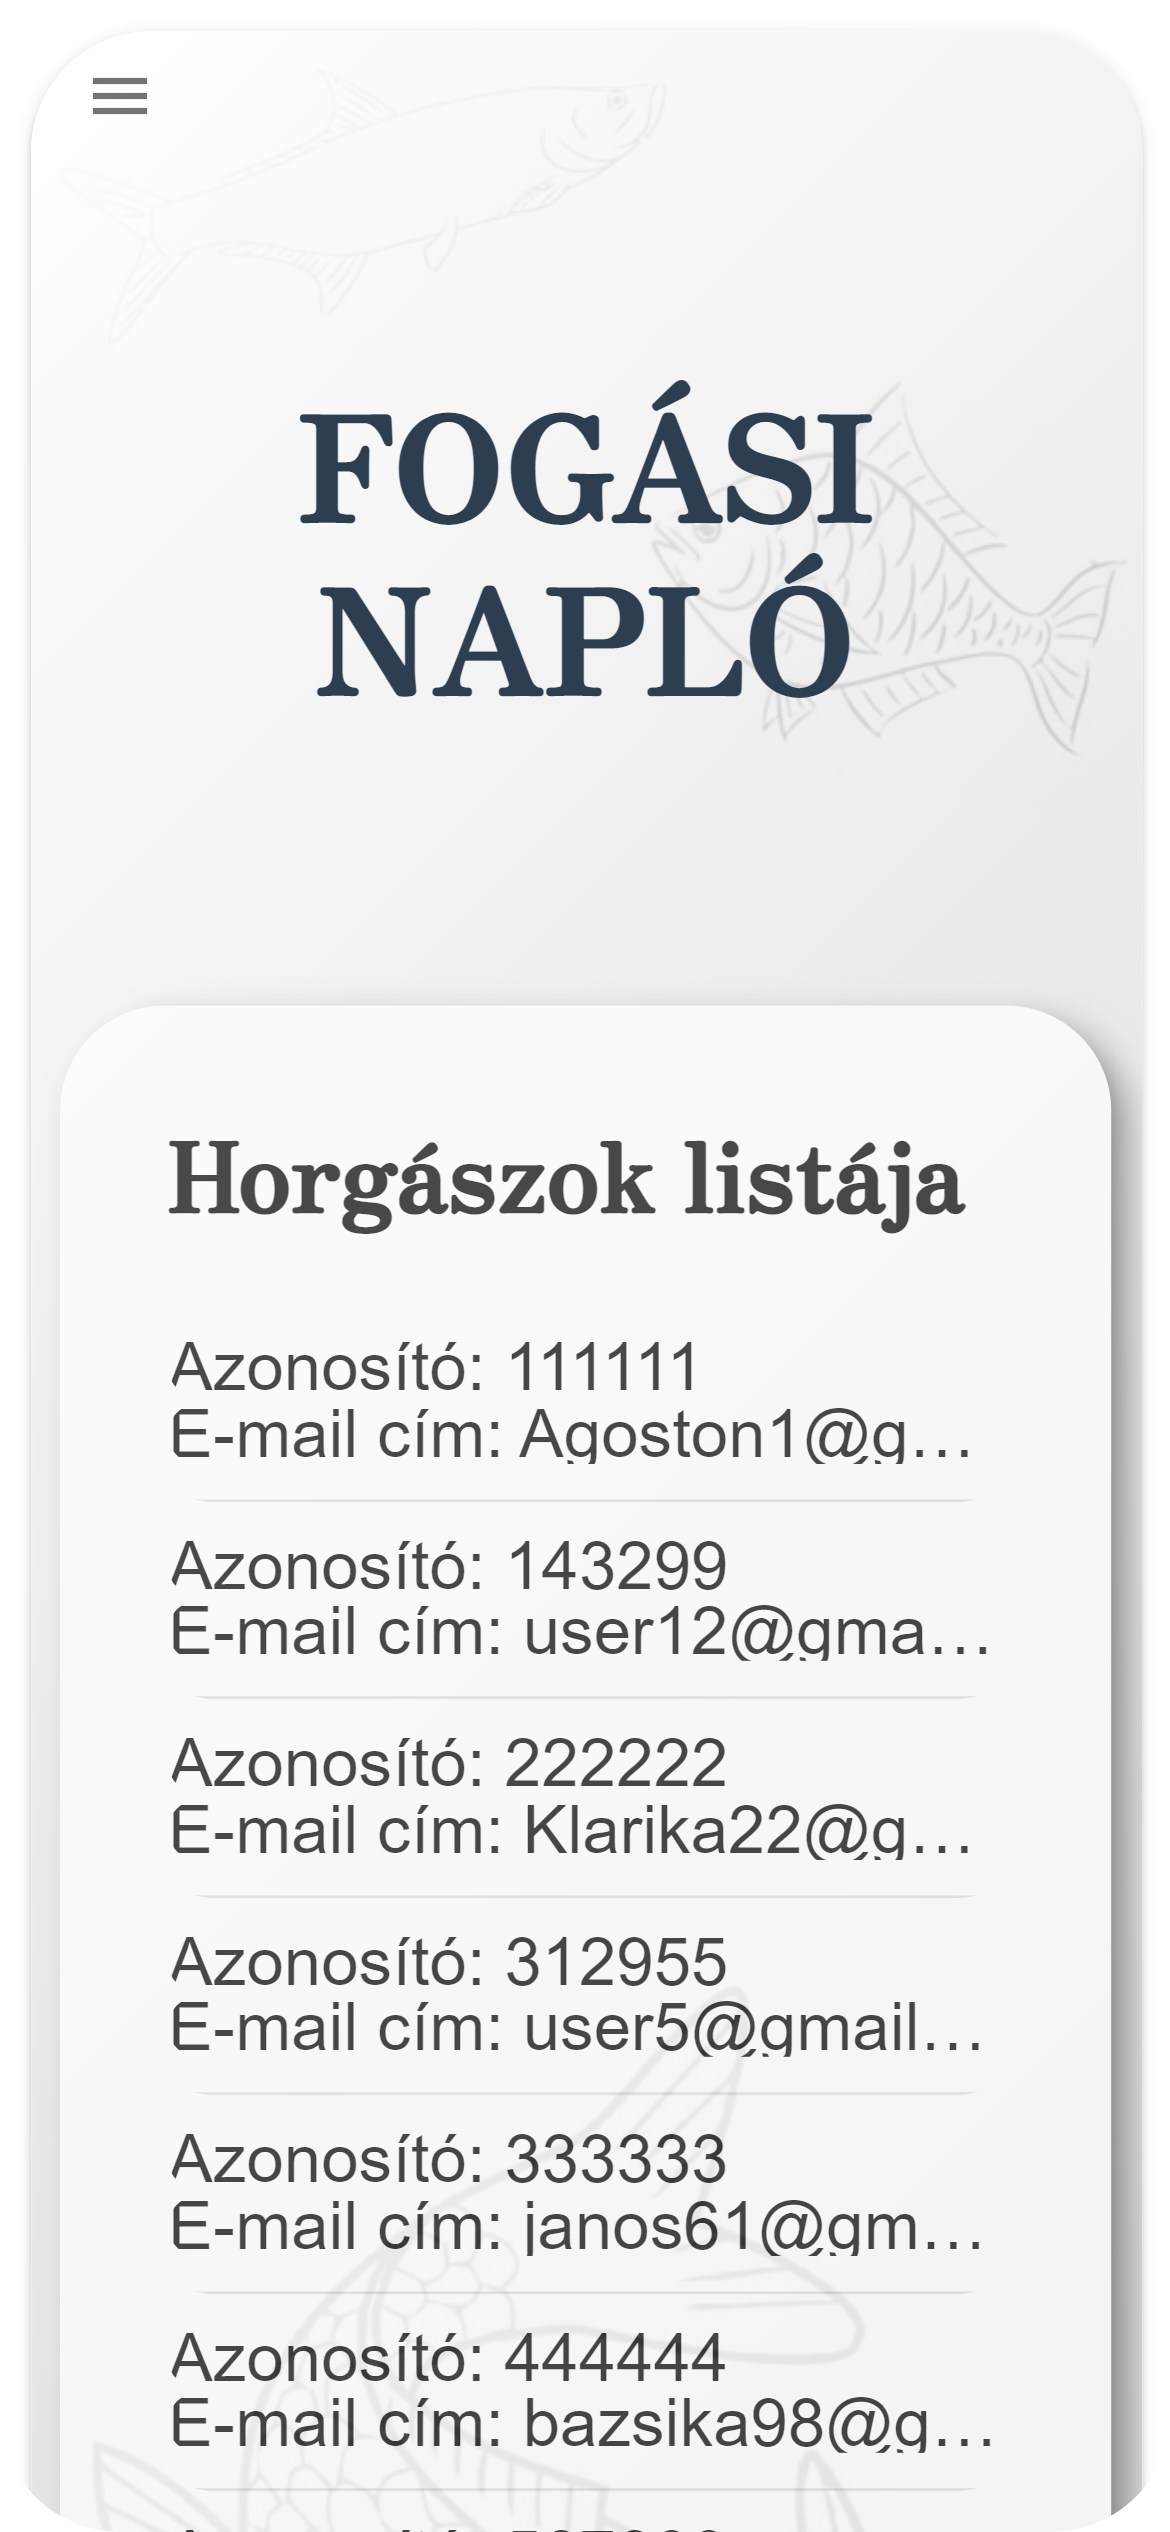 FOGÁSI
NAPLÓ
Horgászok listája
Azonosító: 111111
E-mail cím: Agoston1@g…
Azonosító: 143299
E-mail cím: user12@gma…
Azonosító: 222222
E-mail cím: Klarika22@g…
Azonosító: 312955
E-mail cím: user5@gmail…
Azonosító: 333333
E-mail cím: janos61@gm…
Azonosító: 444444
E-mail cím: bazsika98@g…